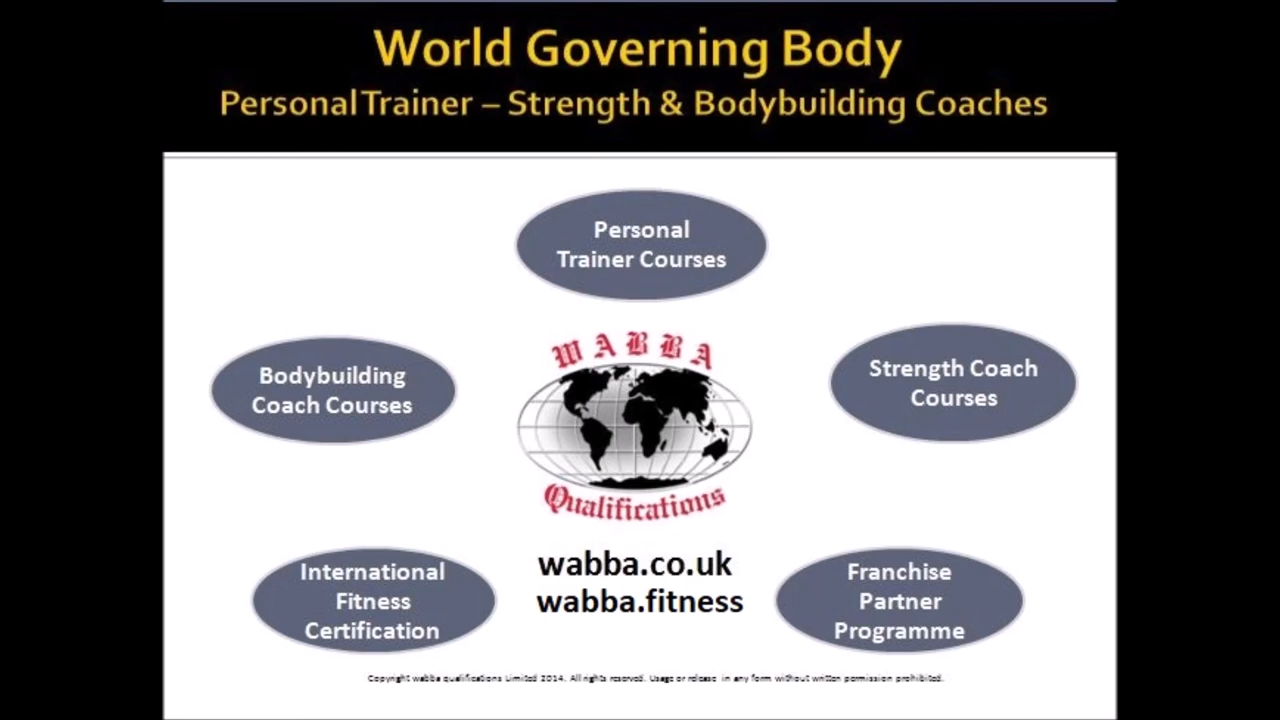 World Governing Body
Personal Trainer – Strength & Bodybuilding Coaches
Personal
Trainer Courses
Bodybuilding
Coach Courses
Strength Coach
Courses
WABBA
Qualifications
International
Fitness
Certification
wabba.co.uk
wabba.fitness
Franchise
Partner
Programme
Copyright wabba qualifications Limited 2014. All rights reserved. Usage or release in any form without written permission prohibited.